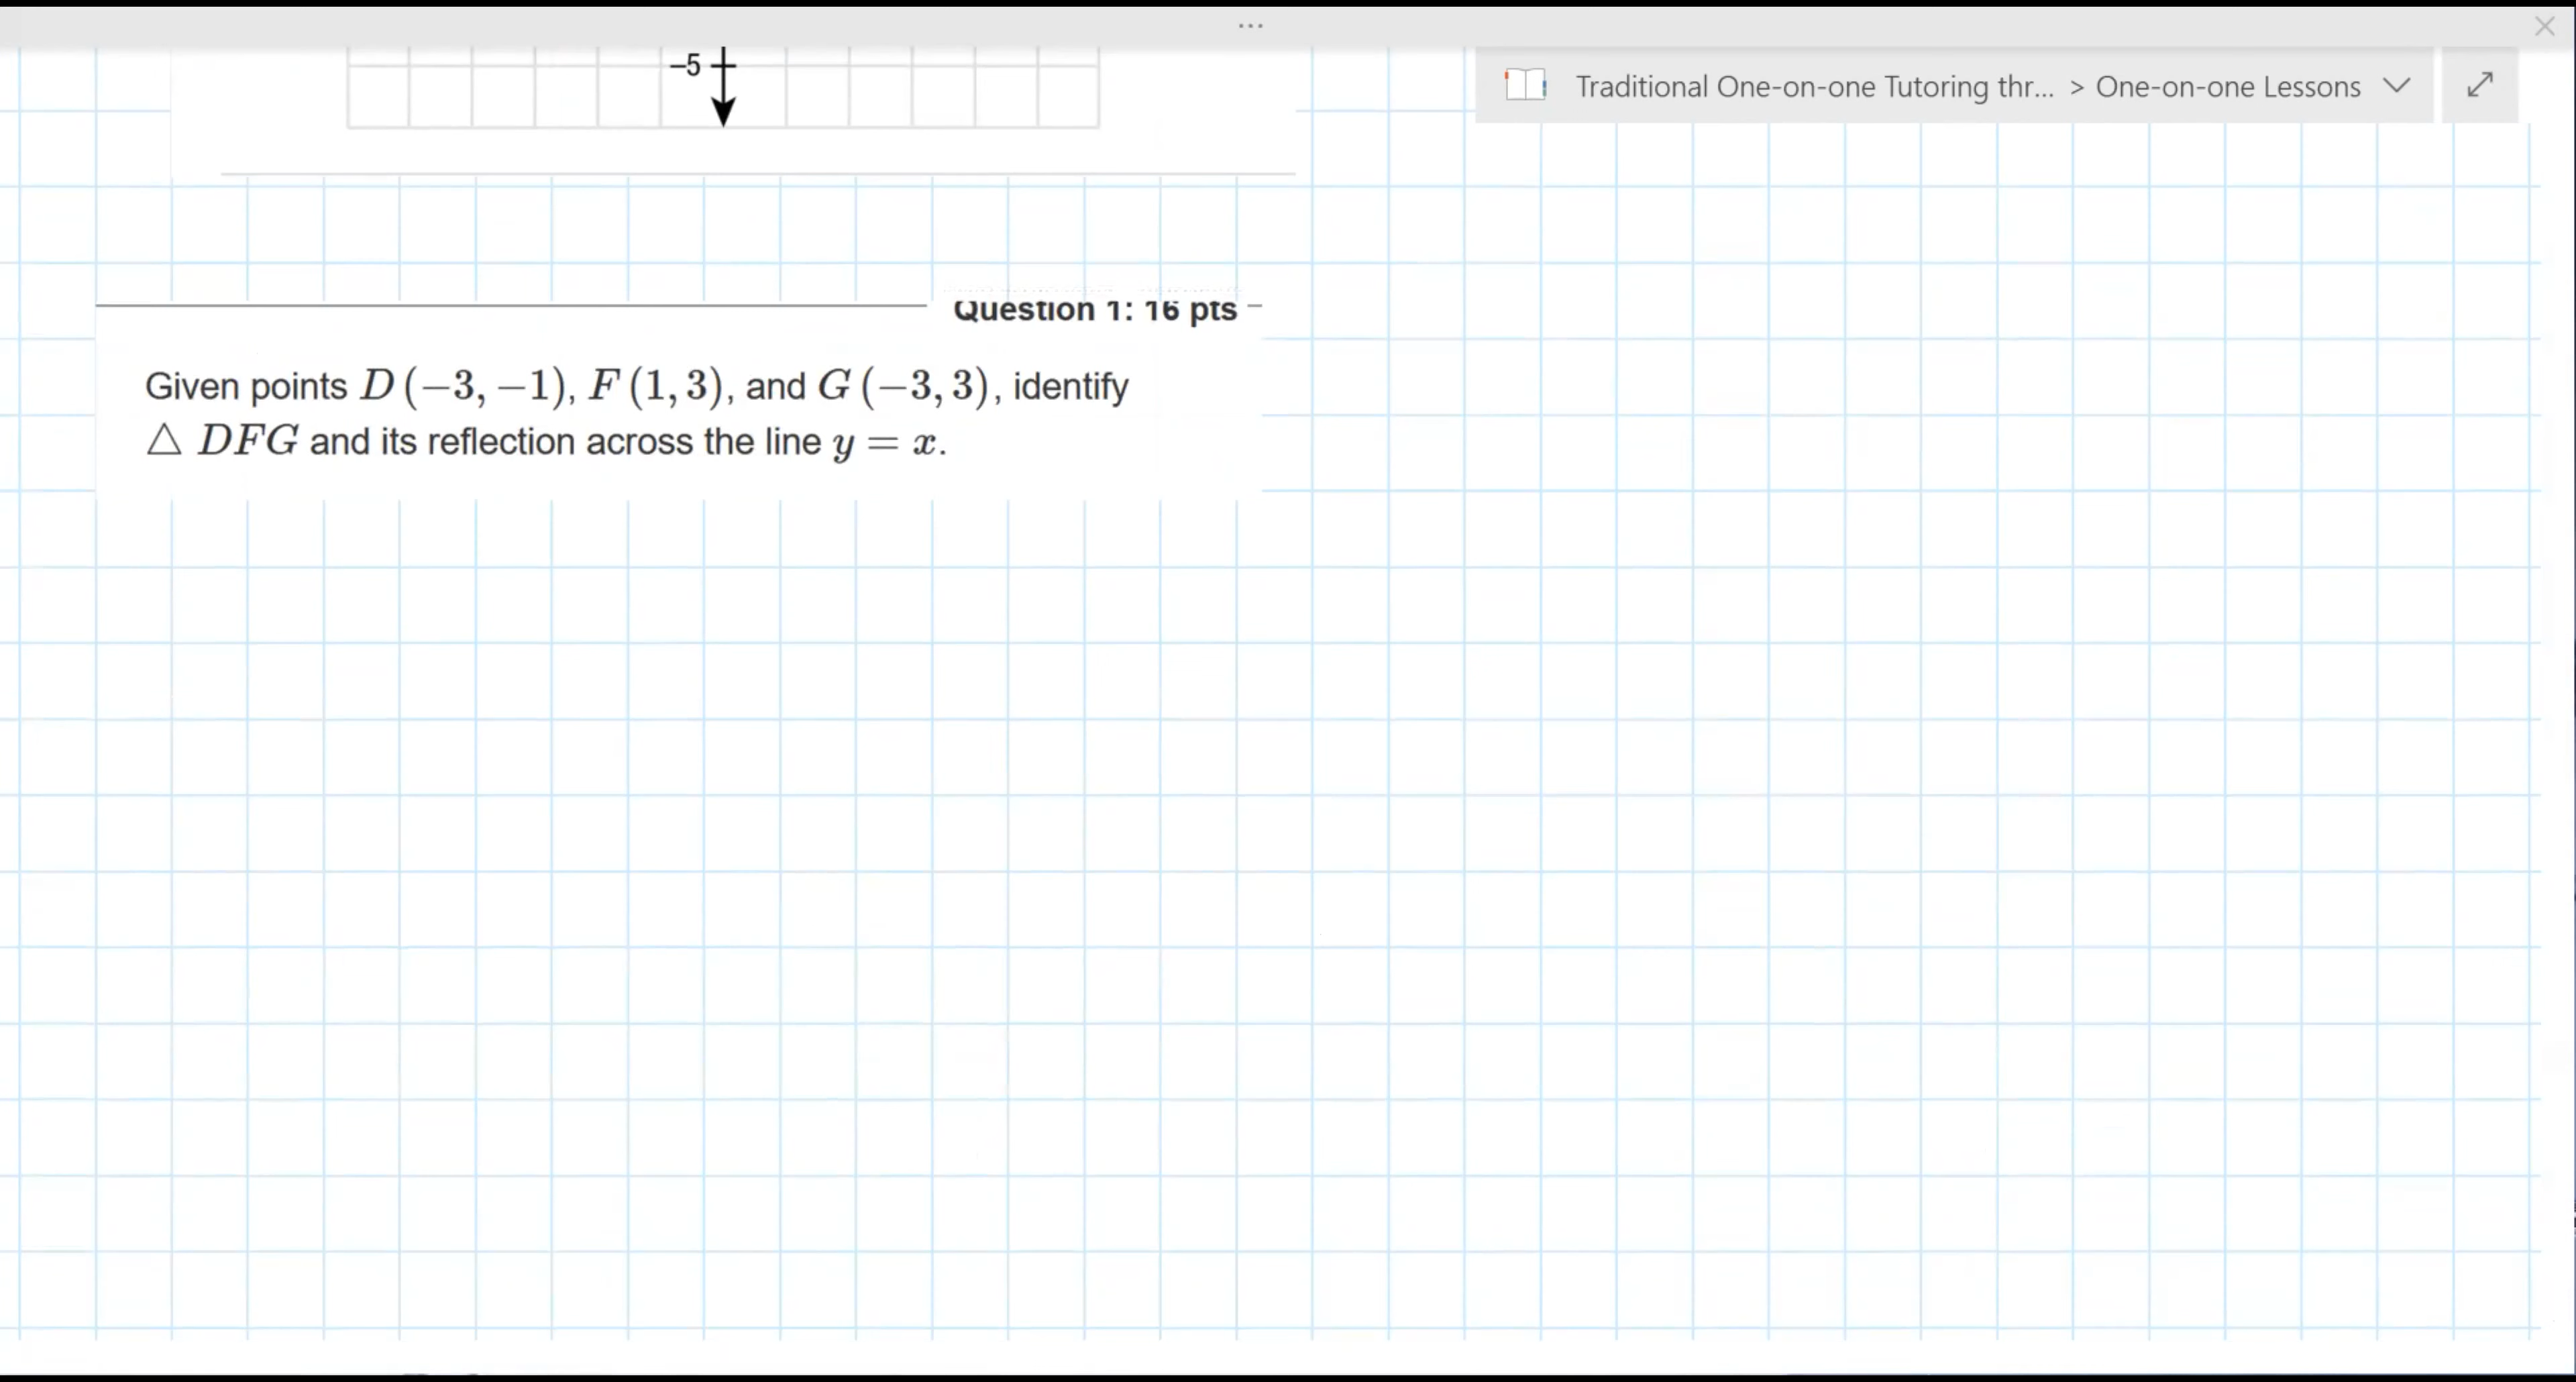 ...
–5
Traditional One-on-one Tutoring thr... > One-on-one Lessons
Question 1: 16 pts
Given points D (−3, −1), F (1, 3), and G (−3, 3), identify
△ DFG and its reflection across the line y = x.